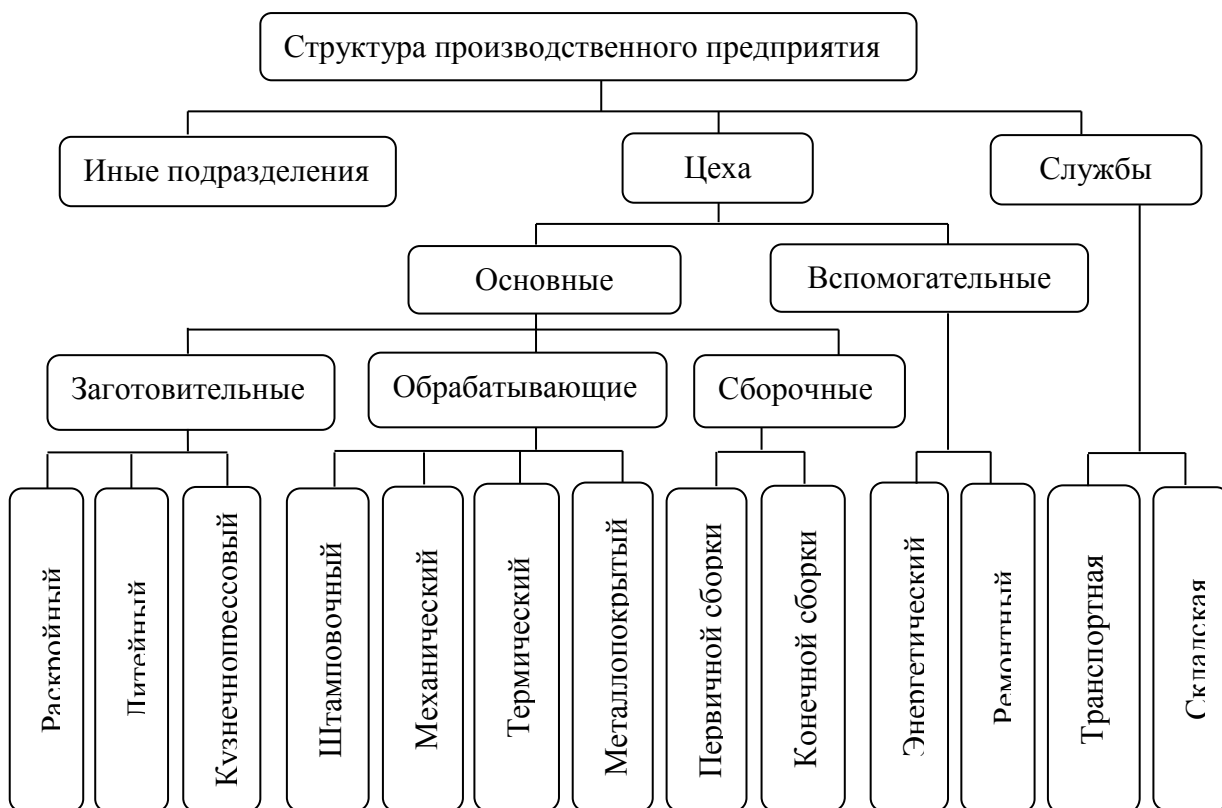 Структура производственного предприятия
Иные подразделения
Цеха
Службы
Основные
Вспомогательные
Заготовительные
Обрабатывающие
Сборочные
Раскройный
Литейный
Кузнечнопрессовый
Штамповочный
Механический
Термический
Металлопокрытый
Первичной сборки
Конечной сборки
Энергетический
Ремонтный
Транспортная
Складская